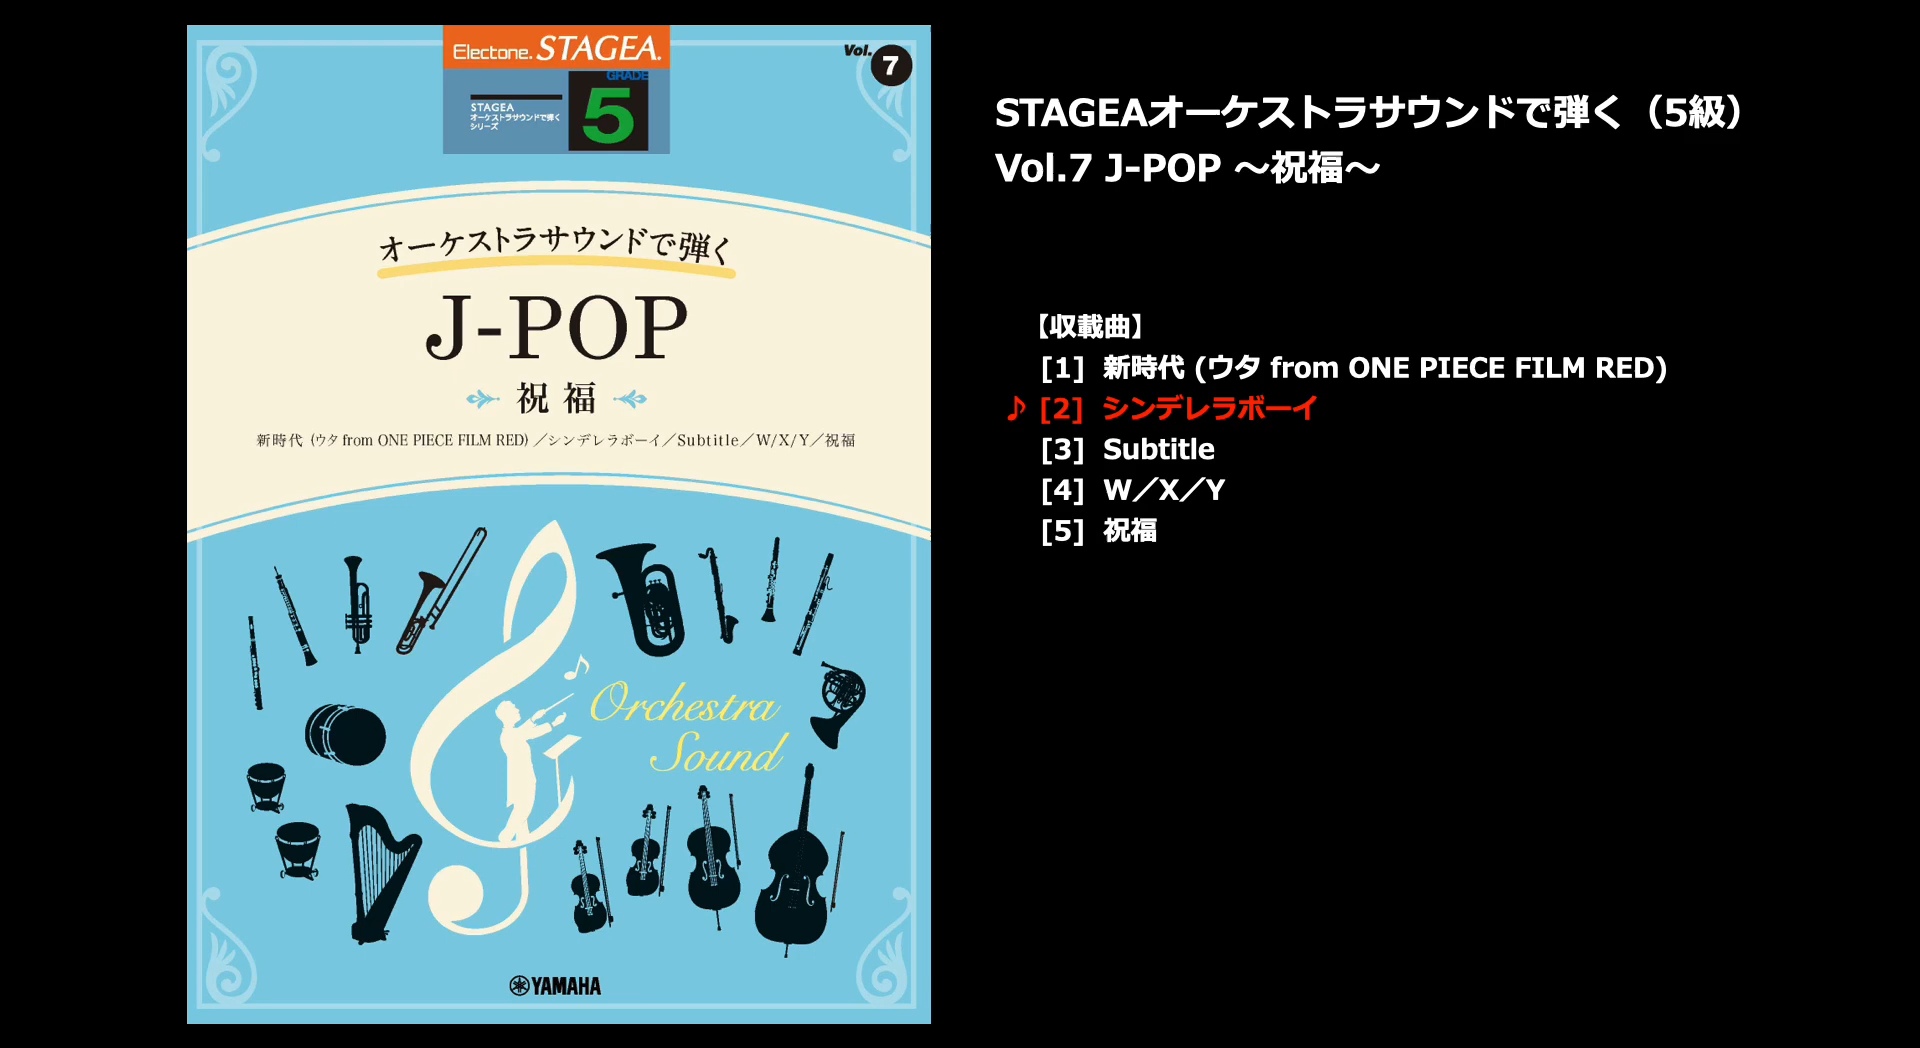 Electone. STAGEA.
GRADE
5
STAGEA
オーケストラサウンドで弾く
シリーズ
Vol. 7
オーケストラサウンドで弾く
J-POP
祝福
新時代 (ウタ from ONE PIECE FILM RED) ／シンデレラボーイ／Subtitle／W/X/Y／祝福
Orchestra
Sound
YAMAHA
STAGEAオーケストラサウンドで弾く（5級）
Vol.7 J-POP ～祝福～
【収載曲】
[1] 新時代 (ウタ from ONE PIECE FILM RED)
♪ [2] シンデレラボーイ
[3] Subtitle
[4] W／X／Y
[5] 祝福